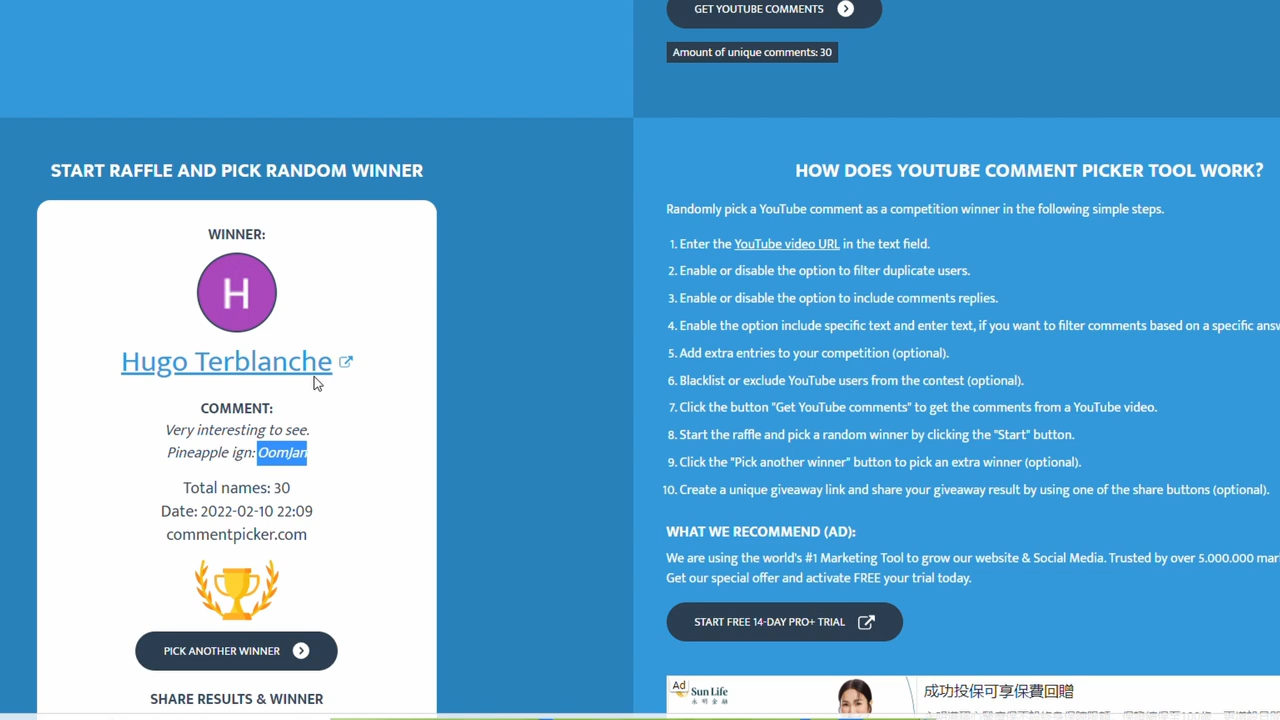 GET YOUTUBE COMMENTS
Amount of unique comments: 30
START RAFFLE AND PICK RANDOM WINNER
WINNER:
H
Hugo Terblanche
COMMENT:
Very interesting to see.
Pineapple ign: OomJan
Total names: 30
Date: 2022-02-10 22:09
commentpicker.com
PICK ANOTHER WINNER
SHARE RESULTS & WINNER
HOW DOES YOUTUBE COMMENT PICKER TOOL WORK?
Randomly pick a YouTube comment as a competition winner in the following simple steps.
1. Enter the YouTube video URL in the text field.
2. Enable or disable the option to filter duplicate users.
3. Enable or disable the option to include comments replies.
4. Enable the option include specific text and enter text, if you want to filter comments based on a specific answ
5. Add extra entries to your competition (optional).
6. Blacklist or exclude YouTube users from the contest (optional).
7. Click the button "Get YouTube comments" to get the comments from a YouTube video.
8. Start the raffle and pick a random winner by clicking the "Start" button.
9. Click the "Pick another winner" button to pick an extra winner (optional).
10. Create a unique giveaway link and share your giveaway result by using one of the share buttons (optional).
WHAT WE RECOMMEND (AD):
We are using the world's #1 Marketing Tool to grow our website & Social Media. Trusted by over 5.000.000 mar
Get our special offer and activate FREE your trial today.
START FREE 14-DAY PRO+ TRIAL
Ad
Sun Life
永明金融
成功投保可享保費回贈